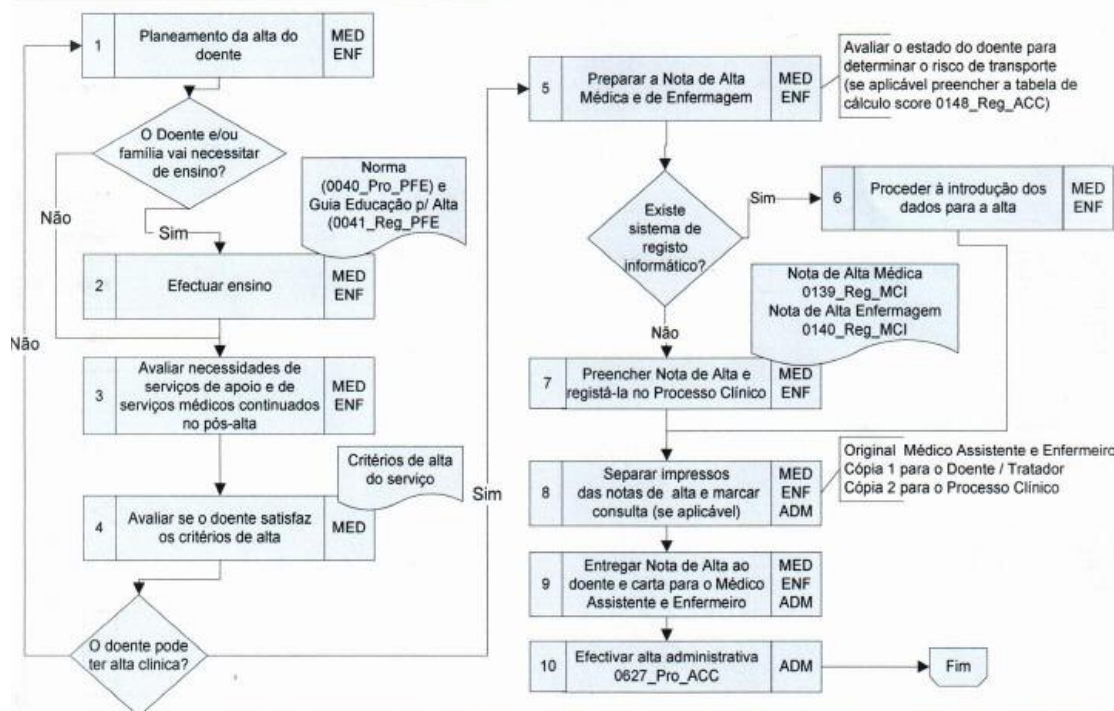 1
Planeamento da alta do
doente
MED
ENF
O Doente e/ou
família vai necessitar
de ensino?
Não
Sim
Norma
(0040_Pro_PFE) e
Guia Educação p/ Alta
(0041_Reg_PFE
2
Efectuar ensino
MED
ENF
Não
3
Avaliar necessidades de
serviços de apoio e de
serviços médicos continuados
no pós-alta
MED
ENF
Critérios de alta
do serviço
4
Avaliar se o doente satisfaz
os critérios de alta
MED
O doente pode
ter alta clinica?
Sim
5
Preparar a Nota de Alta
Médica e de Enfermagem
MED
ENF
Avaliar o estado do doente para
determinar o risco de transporte
(se aplicável preencher a tabela de
cálculo score 0148_Reg_ACC)
Existe
sistema de
registo
informático?
Sim
6
Proceder à introdução dos
dados para a alta
MED
ENF
Não
Nota de Alta Médica
0139_Reg_MCI
Nota de Alta Enfermagem
0140_Reg_MCI
7
Preencher Nota de Alta e
registá-la no Processo Clínico
MED
ENF
8
Separar impressos
das notas de alta e marcar
consulta (se aplicável)
MED
ENF
ADM
Original Médico Assistente e Enfermeiro
Cópia 1 para o Doente / Tratador
Cópia 2 para o Processo Clínico
9
Entregar Nota de Alta ao
doente e carta para o Médico
Assistente e Enfermeiro
MED
ENF
ADM
10
Efectivar alta administrativa
0627_Pro_ACC
ADM
Fim